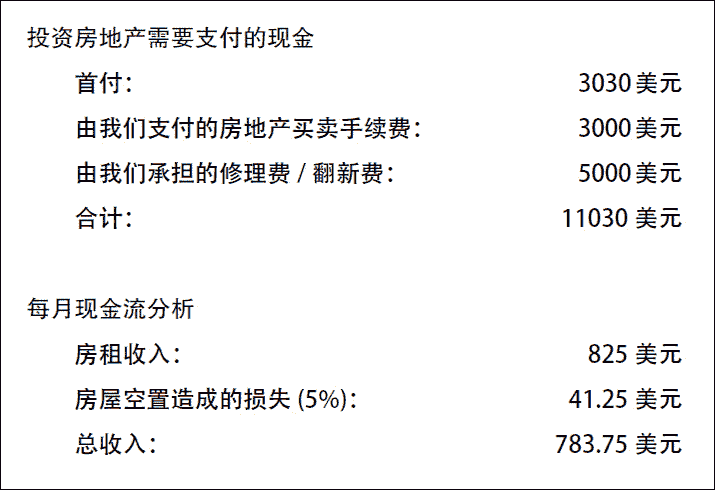 投资房地产需要支付的现金
首付： 3030 美元
由我们支付的房地产买卖手续费： 3000 美元
由我们承担的修理费 / 翻新费： 5000 美元
合计： 11030 美元
每月现金流分析
房租收入： 825 美元
房屋空置造成的损失 (5%)： 41.25 美元
总收入： 783.75 美元